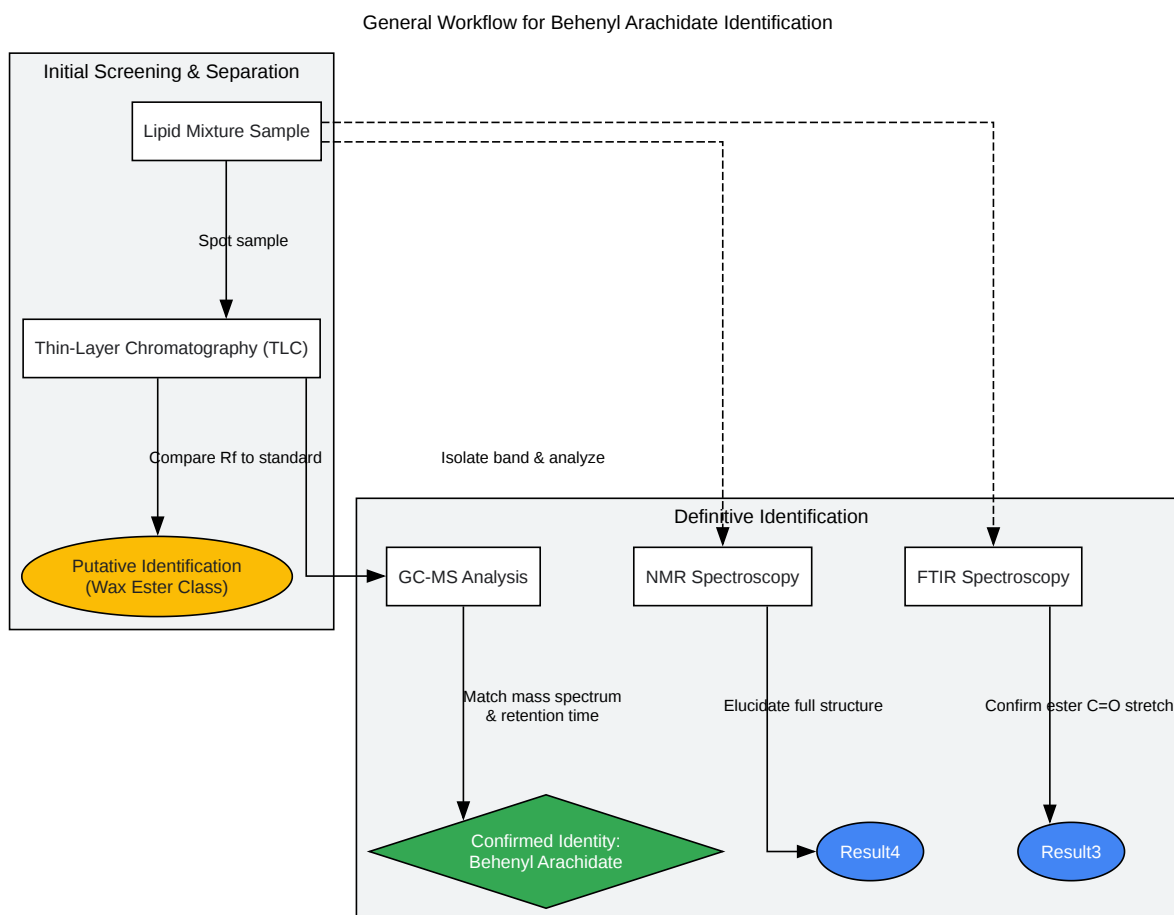 General Workflow for Behenyl Arachidate Identification
Initial Screening & Separation
Lipid Mixture Sample
Spot sample
Thin-Layer Chromatography (TLC)
Compare Rf to standard
Isolate band & analyze
Putative Identification
(Wax Ester Class)
Definitive Identification
GC-MS Analysis
NMR Spectroscopy
FTIR Spectroscopy
Match mass spectrum
& retention time
Elucidate full structure
Confirm ester C=O stretch
Confirmed Identity:
Behenyl Arachidate
Result4
Result3